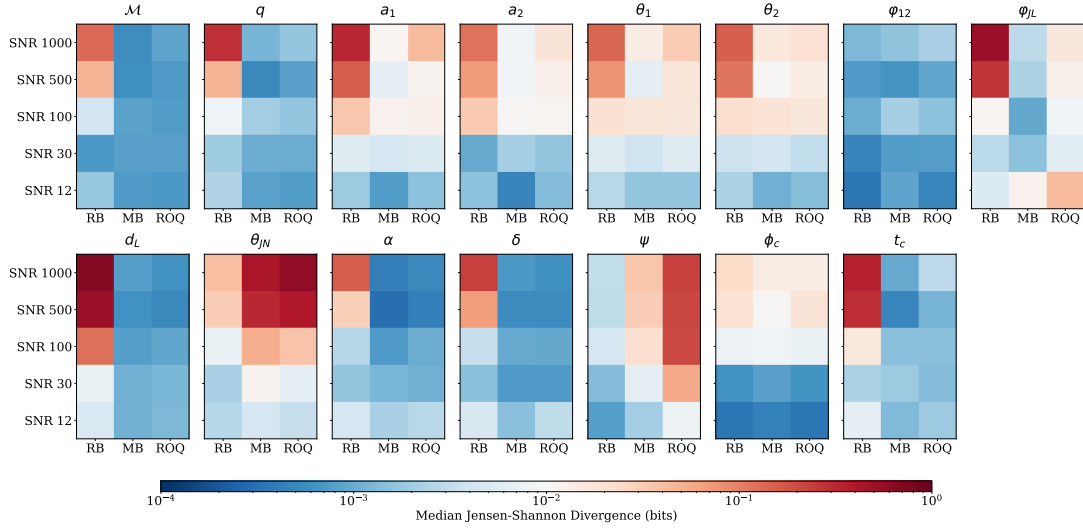 ℳ q a₁ a₂ θ₁ θ₂ φ₁₂ φ_JL
SNR 1000
SNR 500
SNR 100
SNR 30
SNR 12
RB MB ROQ RB MB ROQ RB MB ROQ RB MB ROQ RB MB ROQ RB MB ROQ RB MB ROQ RB MB ROQ
d_L θ_JN α δ ψ ϕ_c t_c
SNR 1000
SNR 500
SNR 100
SNR 30
SNR 12
RB MB ROQ RB MB ROQ RB MB ROQ RB MB ROQ RB MB ROQ RB MB ROQ RB MB ROQ
10⁻⁴ 10⁻³ 10⁻² 10⁻¹ 10⁰
Median Jensen-Shannon Divergence (bits)